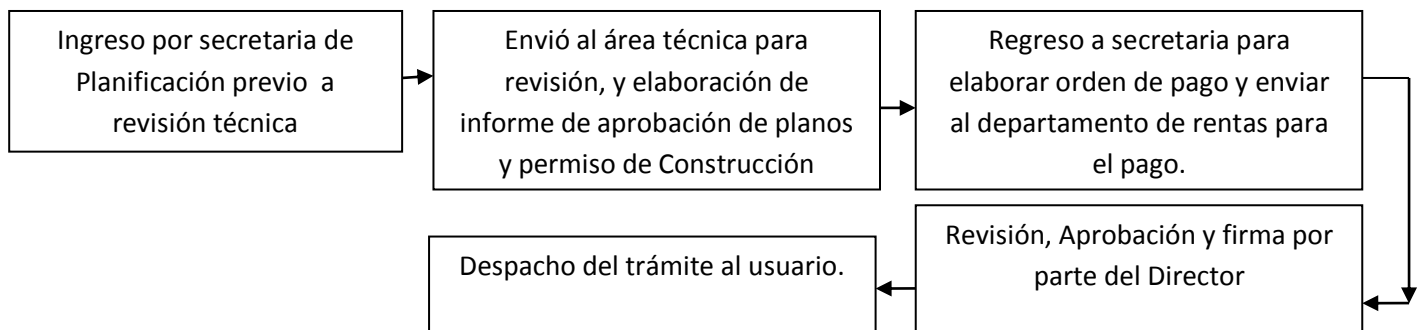 Ingreso por secretaria de
Planificación previo a
revisión técnica
Envió al área técnica para
revisión, y elaboración de
informe de aprobación de planos
y permiso de Construcción
Regreso a secretaria para
elaborar orden de pago y enviar
al departamento de rentas para
el pago.
Revisión, Aprobación y firma por
parte del Director
Despacho del trámite al usuario.